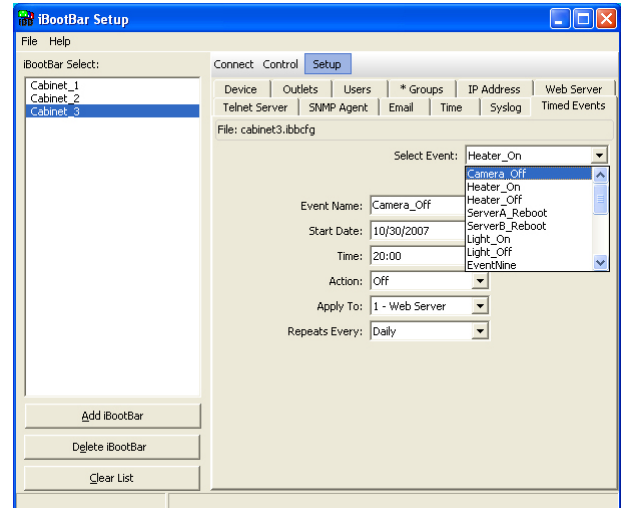 iBootBar Setup
File Help
iBootBar Select:
Cabinet_1
Cabinet_2
Cabinet_3
Add iBootBar
Delete iBootBar
Clear List
Connect Control Setup
Device Outlets Users * Groups IP Address Web Server
Telnet Server SNMP Agent Email Time Syslog Timed Events
File: cabinet3.ibbcfg
Select Event: Heater_On
Camera_Off
Heater_On
Heater_Off
ServerA_Reboot
ServerB_Reboot
Light_On
Light_Off
EventNine
Event Name: Camera_Off
Start Date: 10/30/2007
Time: 20:00
Action: Off
Apply To: 1 - Web Server
Repeats Every: Daily